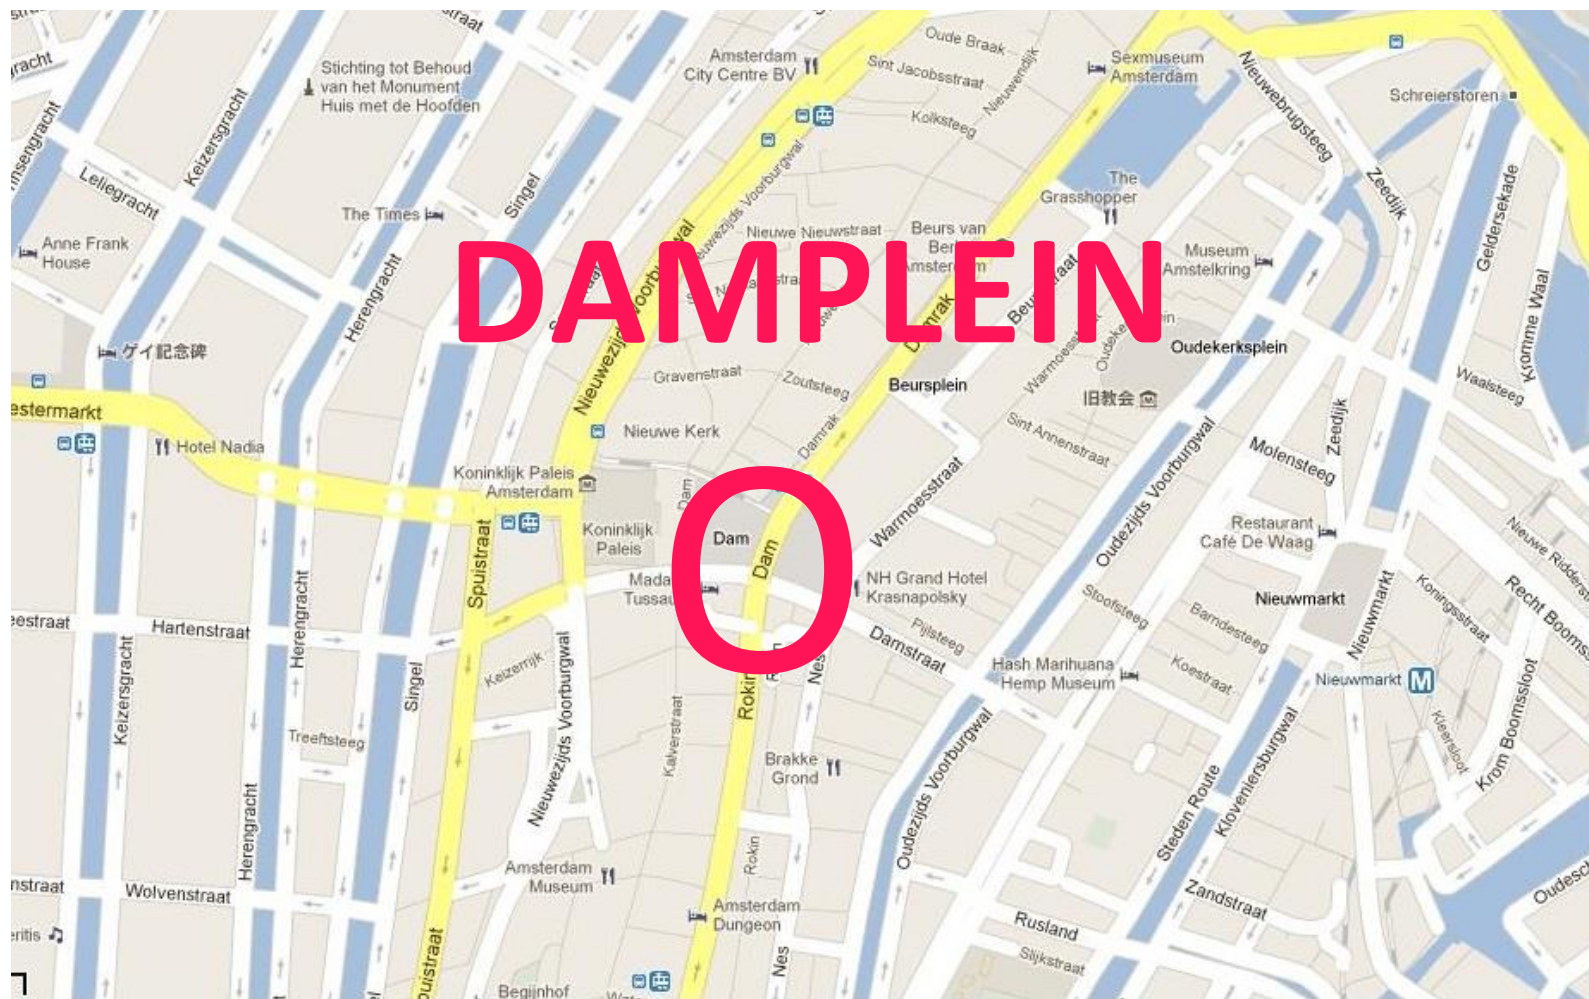 DAMPLEIN
O
straat
Oude Braak
Sexmuseum
Amsterdam
Amsterdam
City Centre BV
Sint Jacobsstraat
Nieuwendijk
Nieuwebrugsteeg
Schreierstoren
Stichting tot Behoud
van het Monument
Huis met de Hoofden
Keizersgracht
Kolksteeg
Leliegracht
Singel
The Times
Nieuwezijds Voorburgwal
The
Grasshopper
Zeedijk
Geldersekade
Anne Frank
House
Herengracht
Nieuwe Nieuwstraat
Beurs van
Museum
Amstelkring
Kromme Waal
ゲイ記念碑
Damrak
Oudekerksplein
Gravenstraat
Zoutsteeg
Beursplein
旧教会
Waalsteeg
Hotel Nadia
Nieuwe Kerk
Damrak
Sint Annenstraat
Zeedijk
Molensteeg
Koninklijk Paleis
Amsterdam
Dam
Warmoesstraat
Oudezijds Voorburgwal
Koninklijk
Paleis
Dam
Dam
Restaurant
Café De Waag
Spuistraat
NH Grand Hotel
Krasnapolsky
Stoofsteeg
Nieuwmarkt
Nieuwmarkt
Koningsstraat
Hartenstraat
Herengracht
Pijlsteeg
Damstraat
Barndesteeg
Keizersgracht
Singel
Keizerrijk
Nieuwezijds Voorburgwal
Hash Marihuana
Hemp Museum
Koestraat
Nieuwmarkt
M
Treeftsteeg
Kalverstraat
Nes
Oudezijds Voorburgwal
Kleersloot
Krom Boomssloot
Brakke
Grond
Steden Route
Kloveniersburgwal
Herengracht
Rokin
Amsterdam
Museum
Wolvenstraat
Amsterdam
Dungeon
Zandstraat
Rusland
Slijkstraat
Nes
Begijnhof